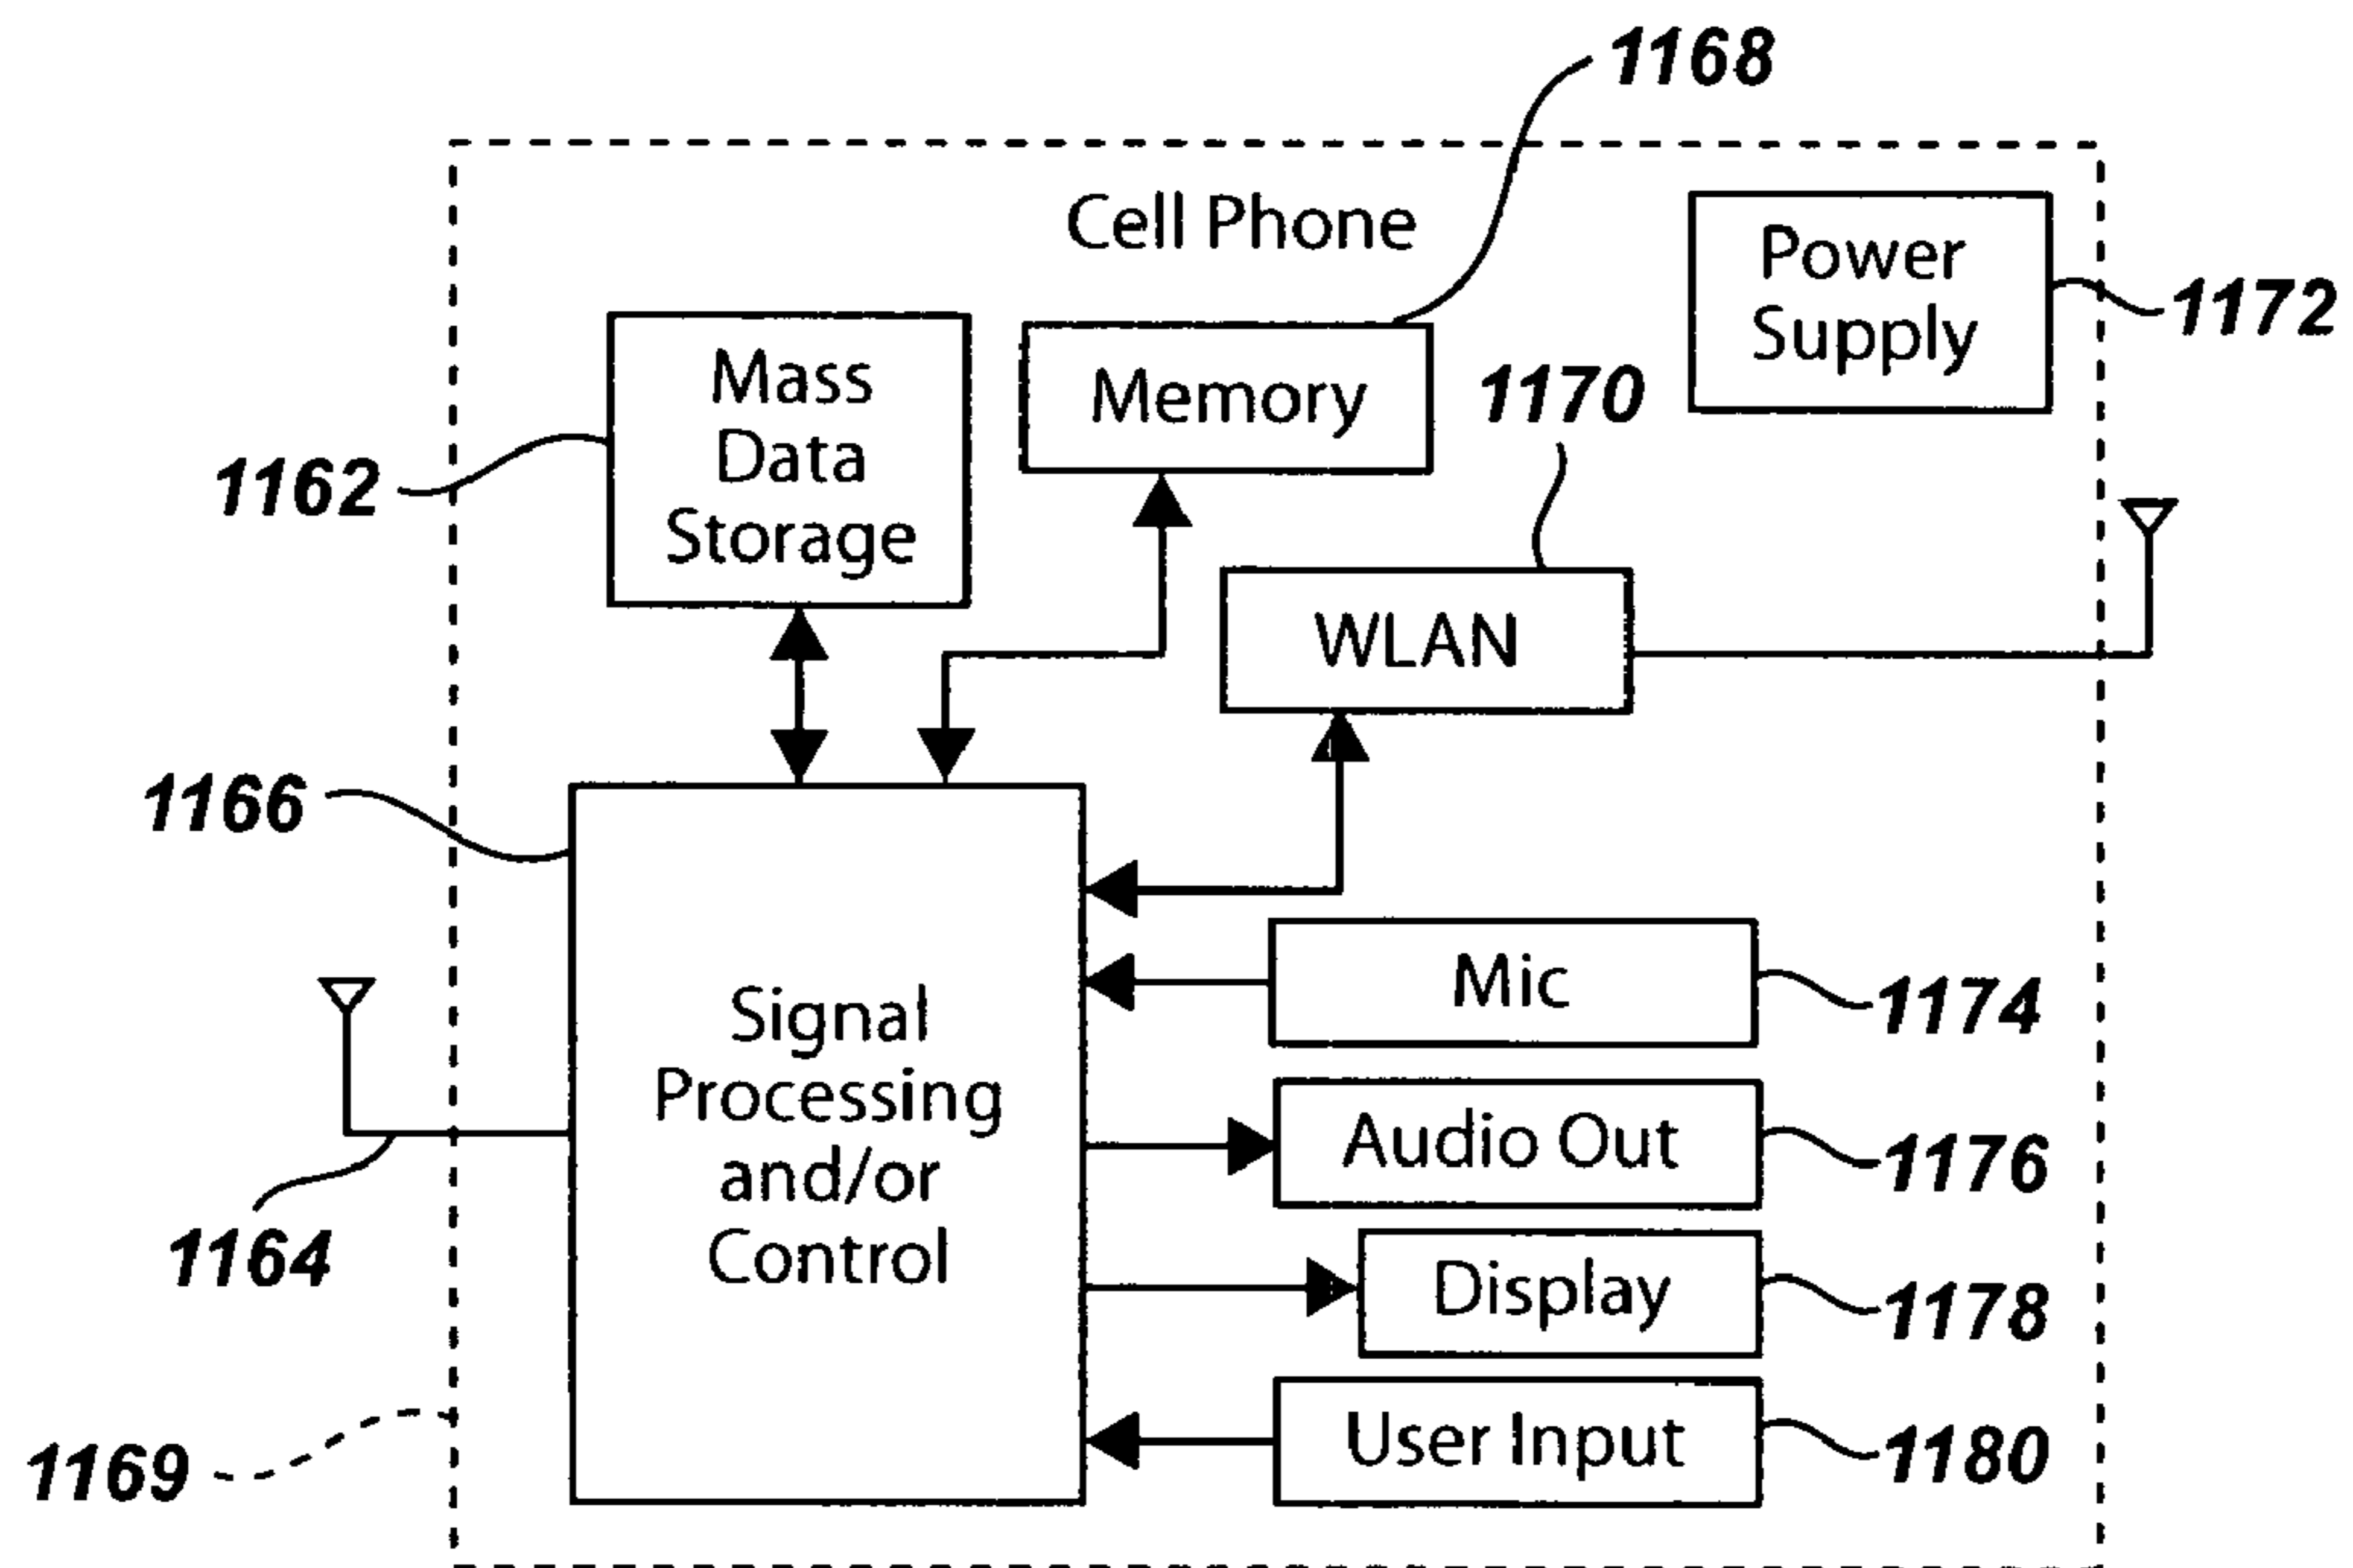 1168
Cell Phone
Power
Supply
1172
Mass
Data
Storage
Memory
1170
1162
WLAN
1166
Mic
1174
Signal
Processing
and/or
Control
Audio Out
1176
1164
Display
1178
User Input
1180
1169